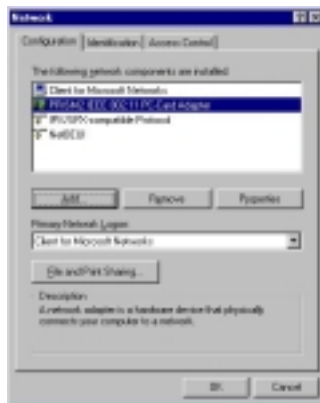 Network
Configuration Identification Access Control
The following network components are installed:
Client for Microsoft Networks
PRISM2 IEEE 802.11 PC-Card Adapter
IPX/SPX-compatible Protocol
NetBEUI
Add... Remove Properties
Primary Network Logon:
Client for Microsoft Networks
File and Print Sharing...
Description
A network adapter is a hardware device that physically
connects your computer to a network.
OK Cancel